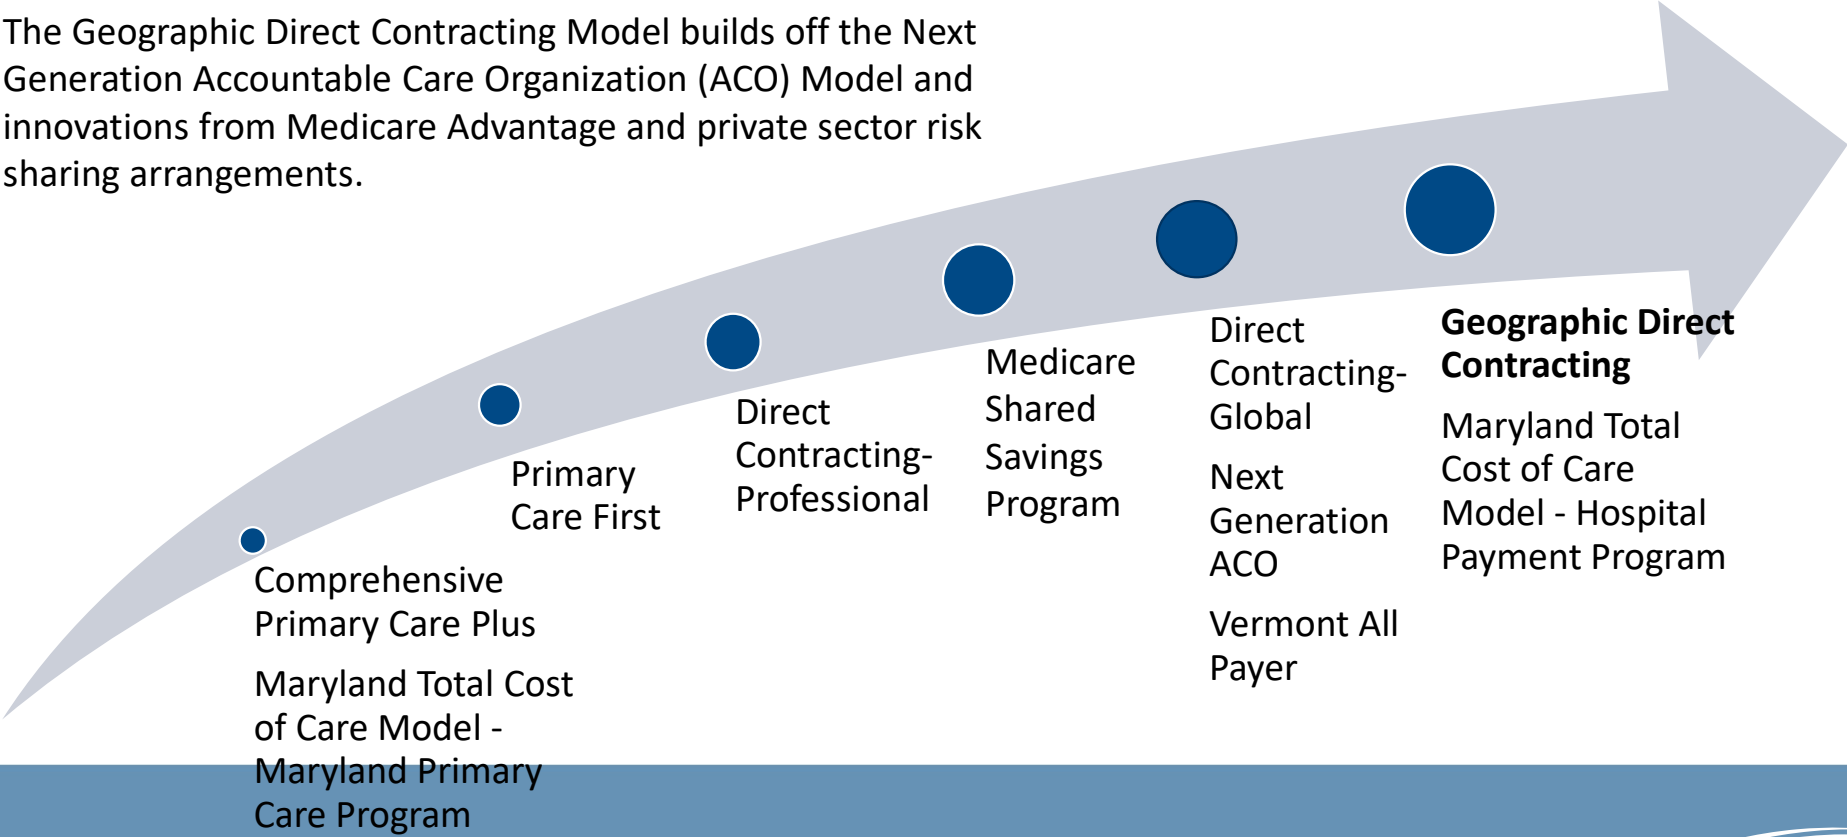 The Geographic Direct Contracting Model builds off the Next
Generation Accountable Care Organization (ACO) Model and
innovations from Medicare Advantage and private sector risk
sharing arrangements.
Comprehensive
Primary Care Plus
Maryland Total Cost
of Care Model -
Maryland Primary
Care Program
Primary
Care First
Direct
Contracting-
Professional
Medicare
Shared
Savings
Program
Direct
Contracting-
Global
Next
Generation
ACO
Vermont All
Payer
Geographic Direct
Contracting
Maryland Total
Cost of Care
Model - Hospital
Payment Program